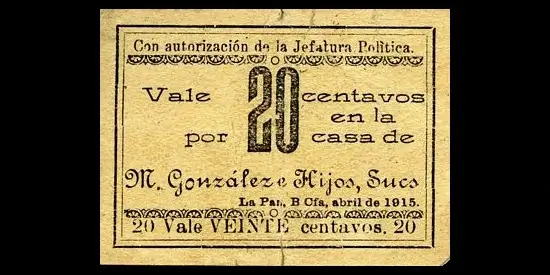 Con autorización de la Jefatura Politica.
Vale 20 centavos
en la
por casa de
M. González e Hijos, Sucs
La Paz, B Cfa, abril de 1915.
20 Vale VEINTE centavos. 20